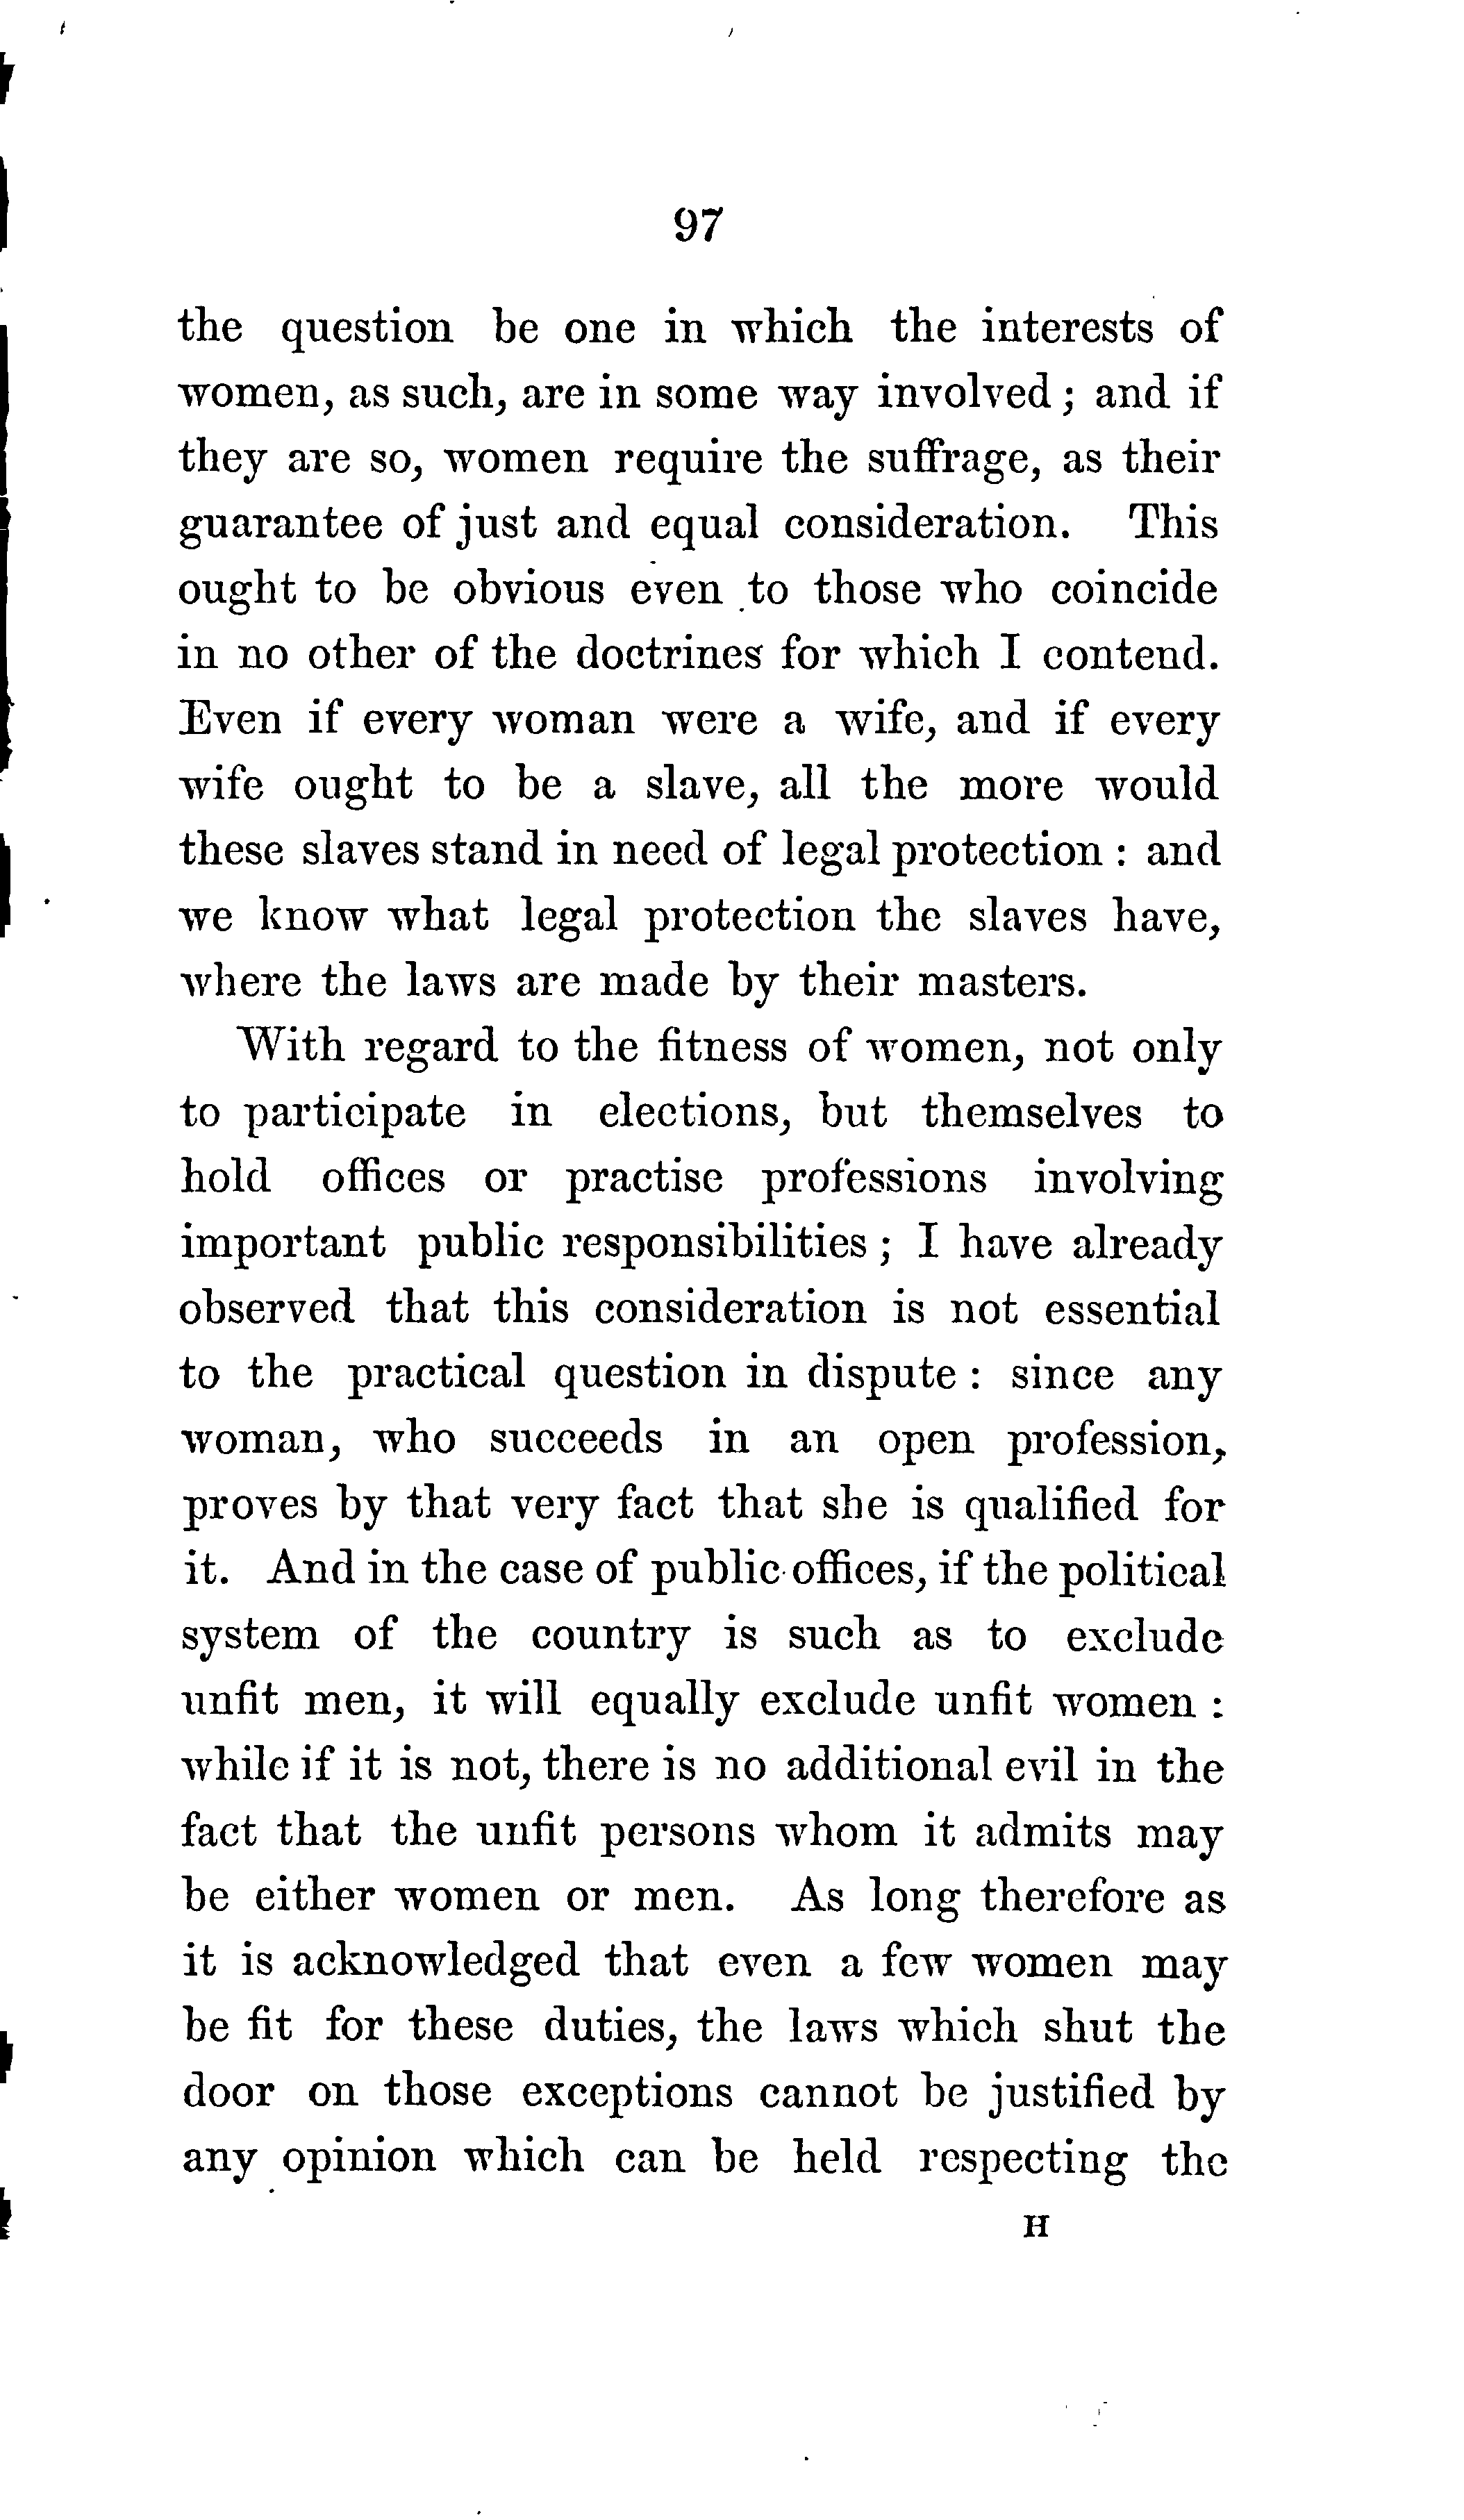 97
the question be one in which the interests of
women, as such, are in some way involved; and if
they are so, women require the suffrage, as their
guarantee of just and equal consideration. This
ought to be obvious even to those who coincide
in no other of the doctrines for which I contend.
Even if every woman were a wife, and if every
wife ought to be a slave, all the more would
these slaves stand in need of legal protection : and
we know what legal protection the slaves have,
where the laws are made by their masters.
With regard to the fitness of women, not only
to participate in elections, but themselves to
hold offices or practise professions involving
important public responsibilities; I have already
observed that this consideration is not essential
to the practical question in dispute : since any
woman, who succeeds in an open profession,
proves by that very fact that she is qualified for
it. And in the case of public offices, if the political
system of the country is such as to exclude
unfit men, it will equally exclude unfit women :
while if it is not, there is no additional evil in the
fact that the unfit persons whom it admits may
be either women or men. As long therefore as
it is acknowledged that even a few women may
be fit for these duties, the laws which shut the
door on those exceptions cannot be justified by
any opinion which can be held respecting the
H